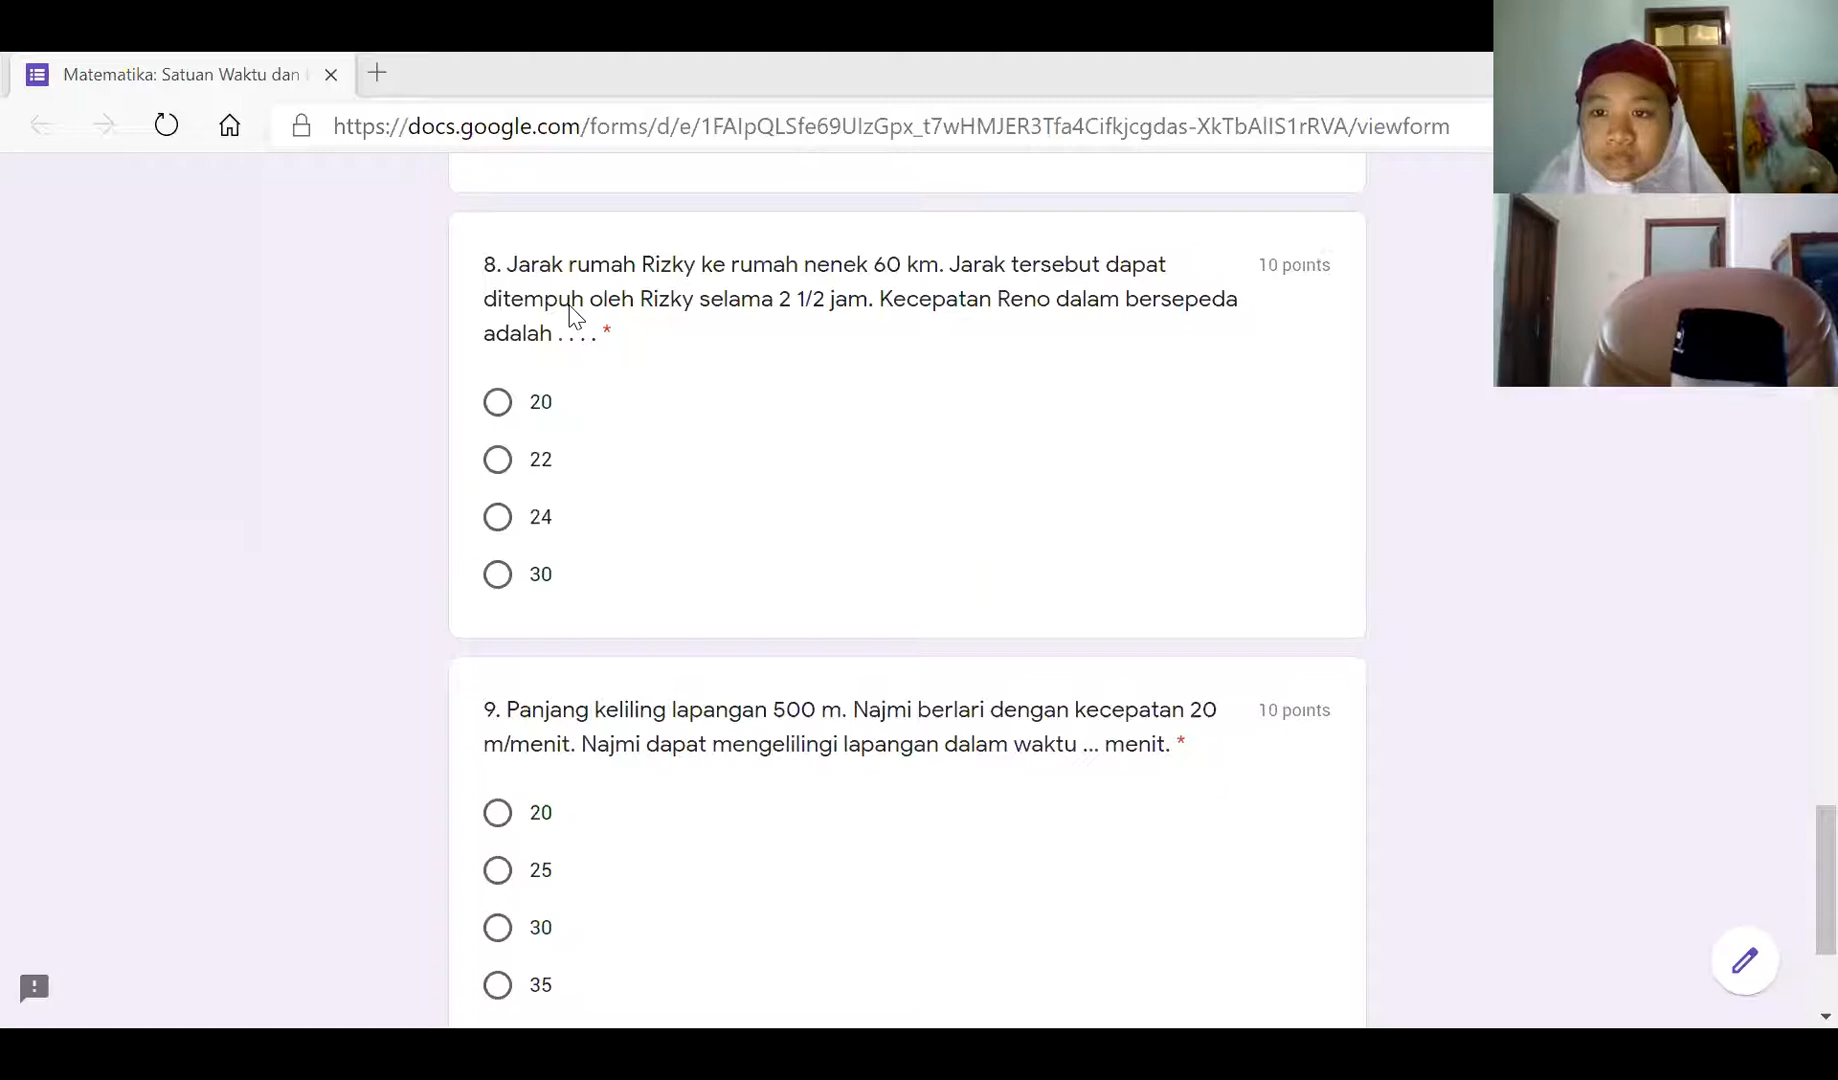 Matematika: Satuan Waktu dan
https://docs.google.com/forms/d/e/1FAIpQLSfe69UIzGpx_t7wHMJER3Tfa4Cifkjcgdas-XkTbAlIS1rRVA/viewform
8. Jarak rumah Rizky ke rumah nenek 60 km. Jarak tersebut dapat
10 points
ditempuh oleh Rizky selama 2 1/2 jam. Kecepatan Reno dalam bersepeda
adalah . . . . *
20
22
24
30
9. Panjang keliling lapangan 500 m. Najmi berlari dengan kecepatan 20
10 points
m/menit. Najmi dapat mengelilingi lapangan dalam waktu ... menit. *
20
25
30
35